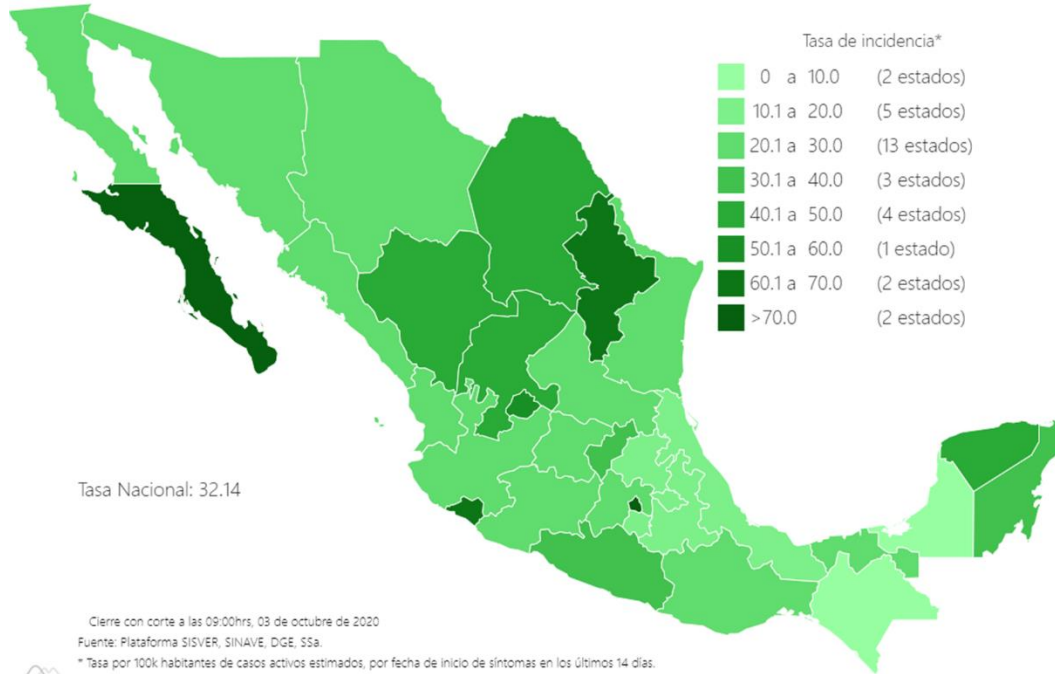 Tasa de incidencia*
0 a 10.0 (2 estados)
10.1 a 20.0 (5 estados)
20.1 a 30.0 (13 estados)
30.1 a 40.0 (3 estados)
40.1 a 50.0 (4 estados)
50.1 a 60.0 (1 estado)
60.1 a 70.0 (2 estados)
>70.0 (2 estados)
Tasa Nacional: 32.14
Cierre con corte a las 09:00hrs, 03 de octubre de 2020
Fuente: Plataforma SISVER, SINAVE, DGE, SSa.
* Tasa por 100k habitantes de casos activos estimados, por fecha de inicio de síntomas en los últimos 14 días.